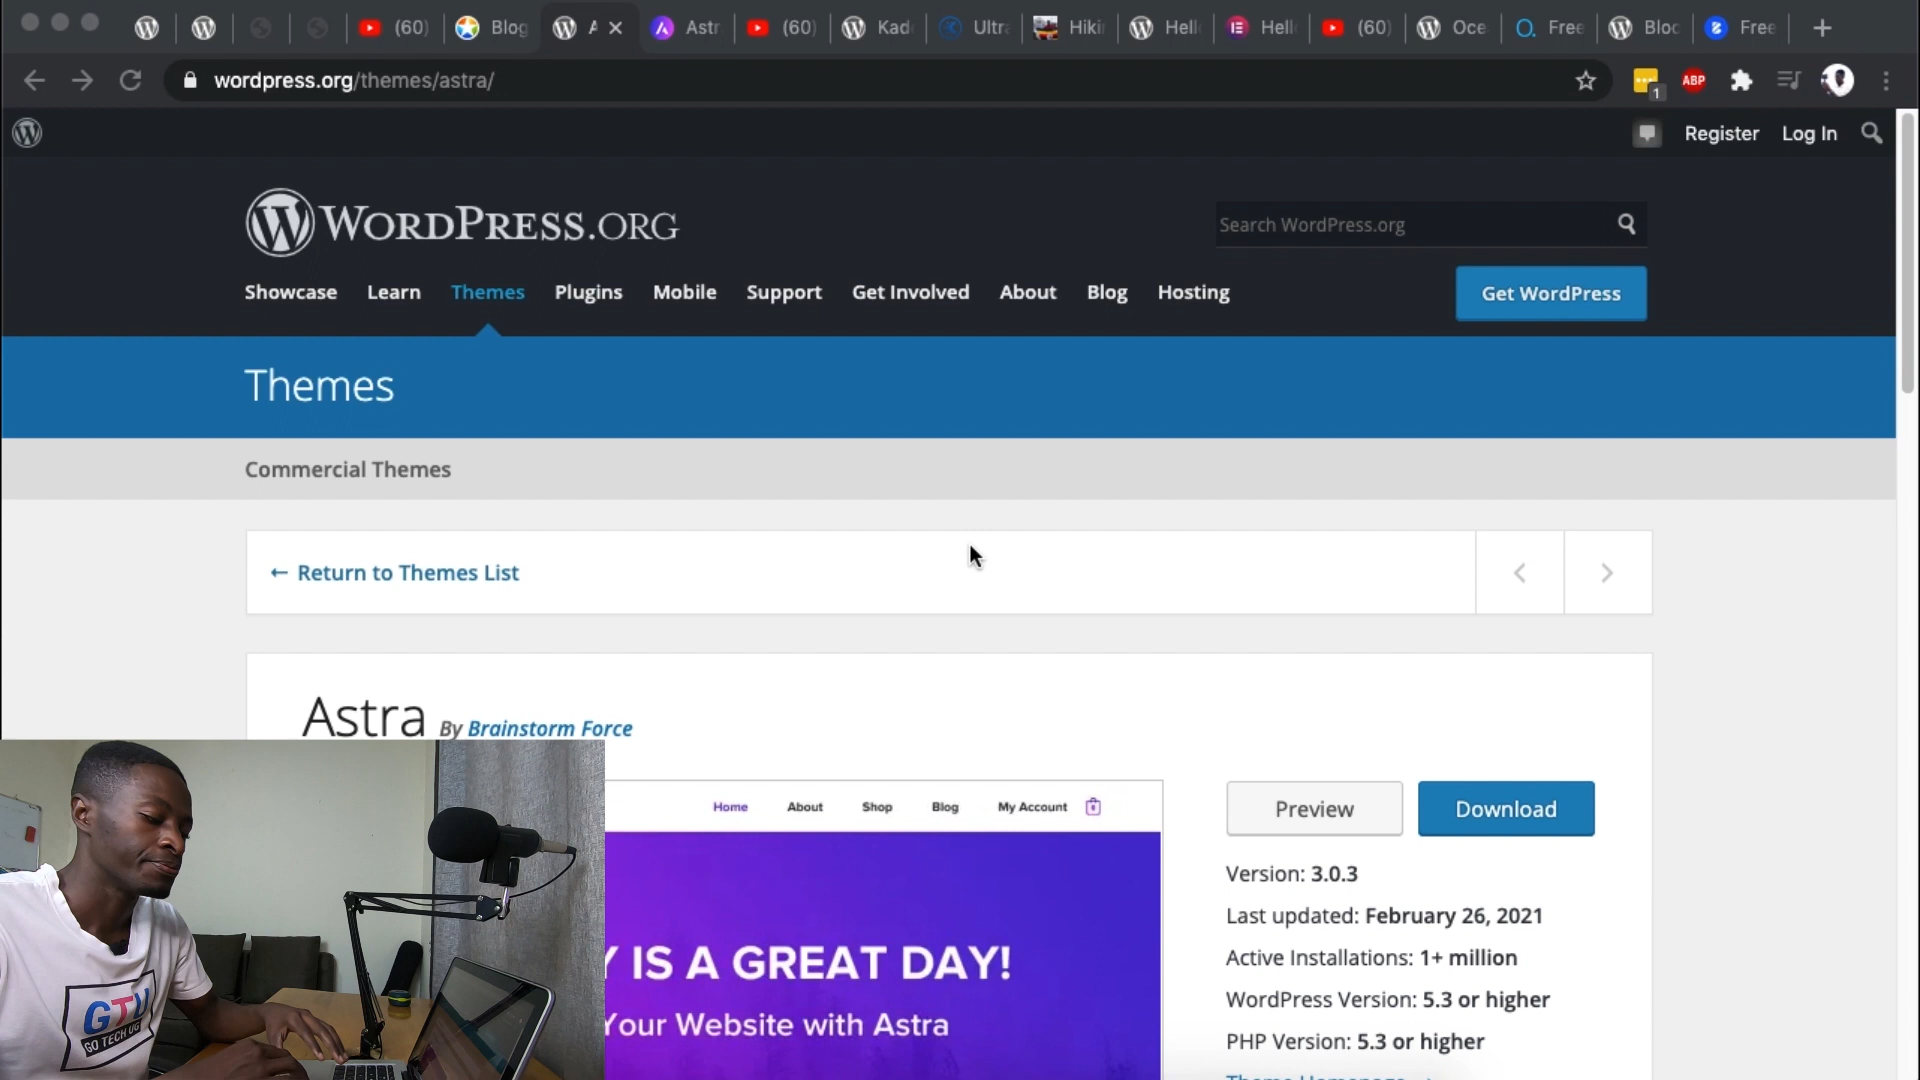 (60)
Blog
A
Astr
(60)
Kad
Ultra
Hikin
Hell
Hell
(60)
Oce
Free
Bloc
Free
wordpress.org/themes/astra/
1
ABP
Register
Log In
WORDPRESS.ORG
Search WordPress.org
Showcase
Learn
Themes
Plugins
Mobile
Support
Get Involved
About
Blog
Hosting
Get WordPress
Themes
Commercial Themes
← Return to Themes List
Astra By Brainstorm Force
Home
About
Shop
Blog
My Account
Preview
Download
Y IS A GREAT DAY!
Your Website with Astra
Version: 3.0.3
Last updated: February 26, 2021
Active Installations: 1+ million
WordPress Version: 5.3 or higher
PHP Version: 5.3 or higher
GTU
GO TECH UG